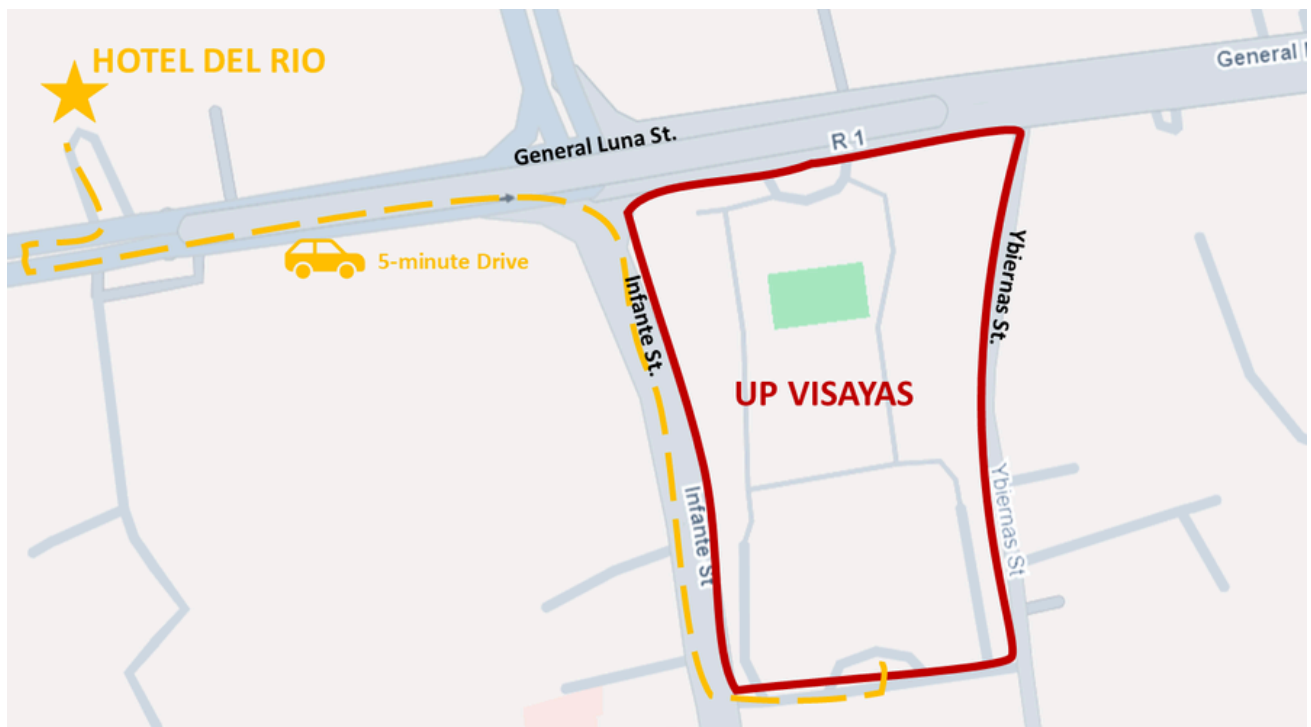 HOTEL DEL RIO
General Luna St.
R 1
General
5-minute Drive
Infante St.
Ybiernas St.
UP VISAYAS
Infante St
Ybiernas St